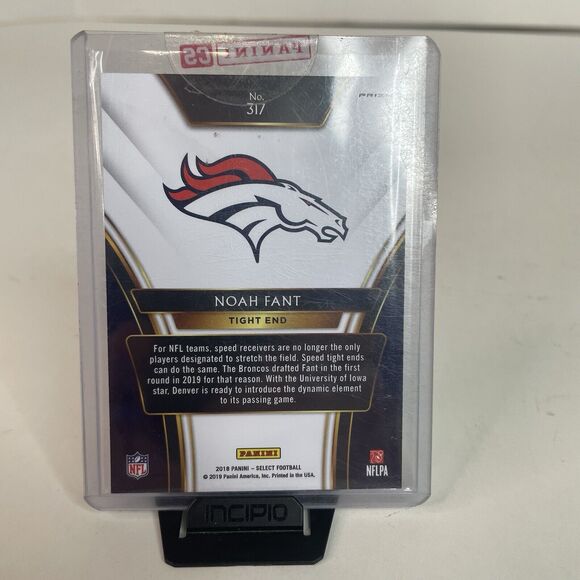 PANINI CS
No.
317
PRIZM
NOAH FANT
TIGHT END
For NFL teams, speed receivers are no longer the only
players designated to stretch the field. Speed tight ends
can do the same. The Broncos drafted Fant in the first
round in 2019 for that reason. With the University of Iowa
star, Denver is ready to introduce the dynamic element
to its passing game.
PANINI
NFL
NFLPA
2018 PANINI – SELECT FOOTBALL
© 2019 Panini America, Inc. Printed in the USA.
INCIPIO